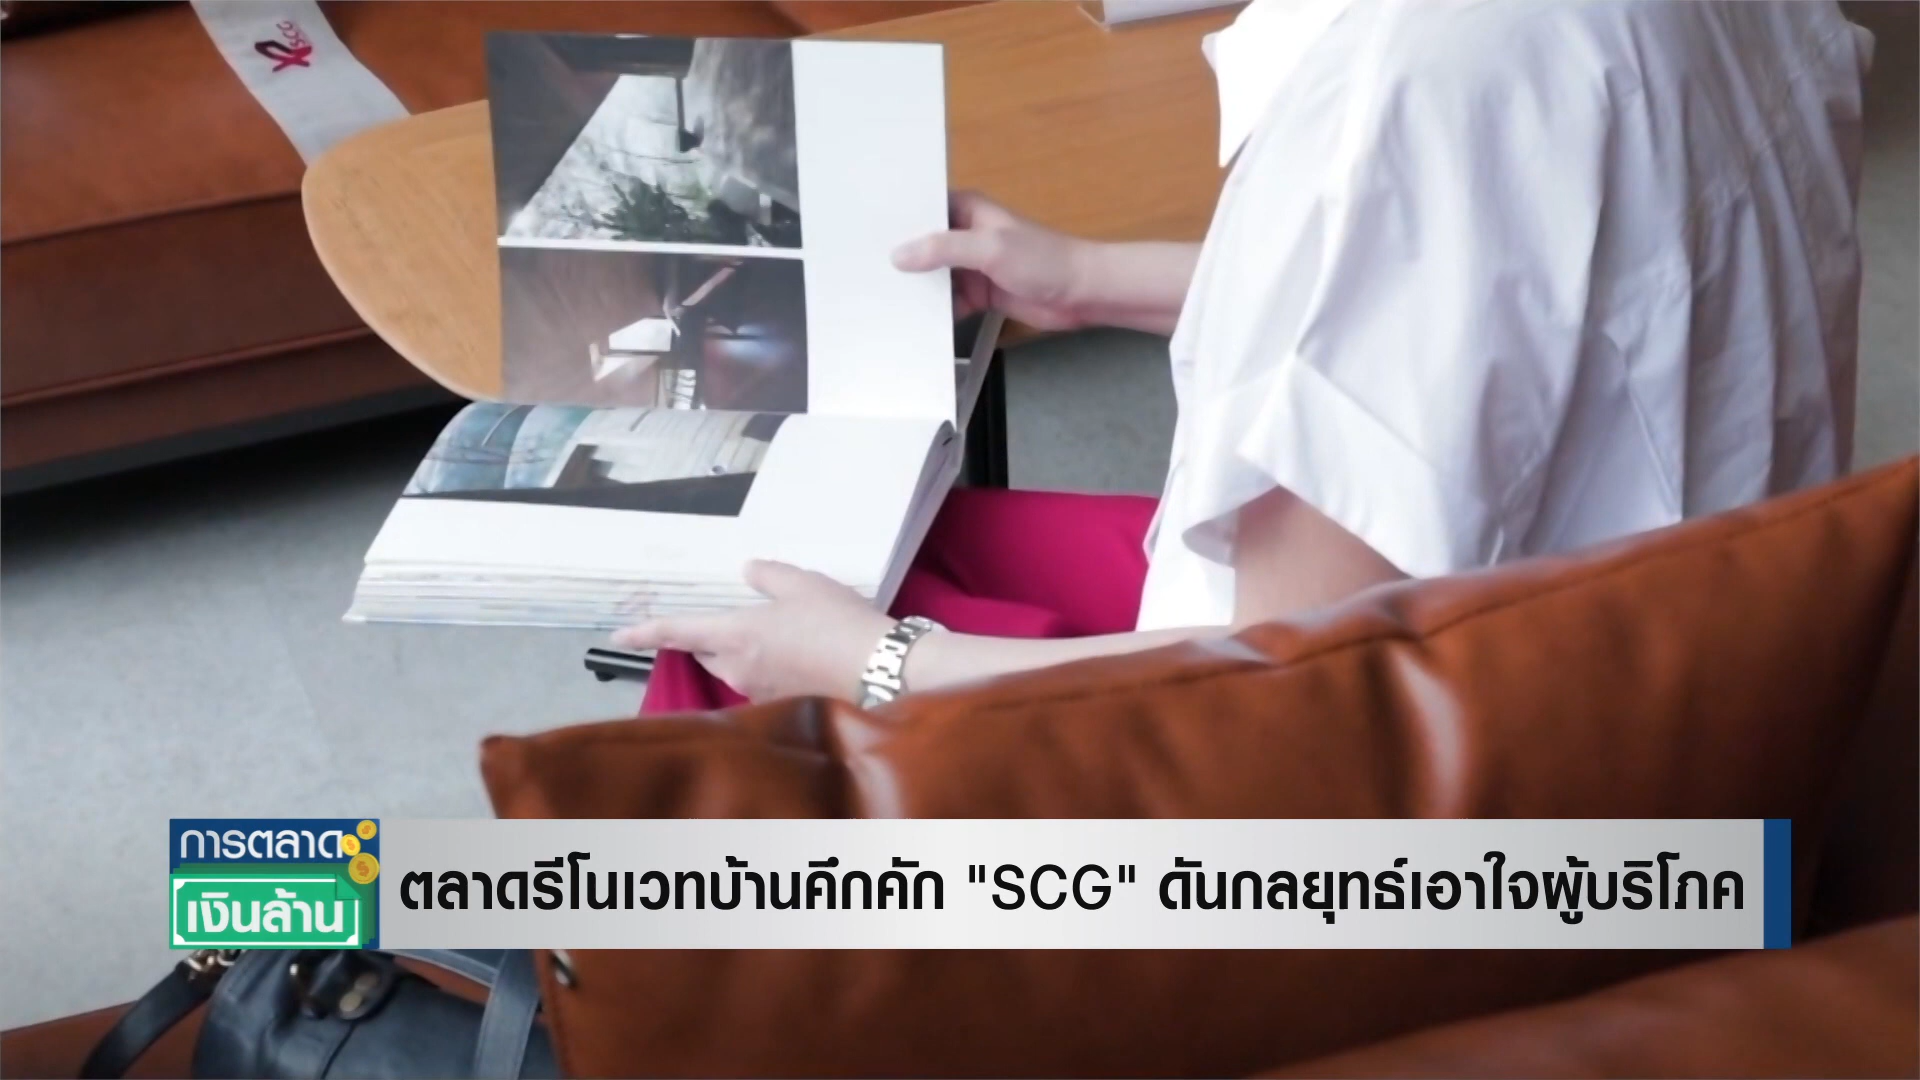 SCG
การตลาด
เงินล้าน
ตลาดรีโนเวทบ้านคึกคัก "SCG" ดันกลยุทธ์เอาใจผู้บริโภค